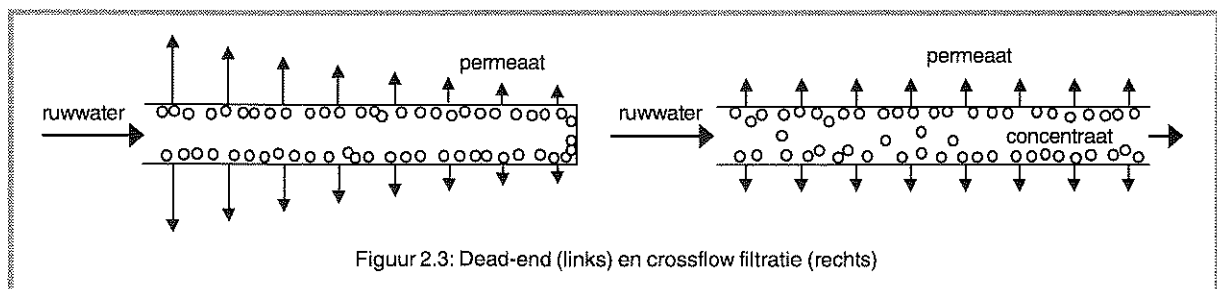 permeaat
ruwwater
permeaat
ruwwater
concentraat
Figuur 2.3: Dead-end (links) en crossflow filtratie (rechts)